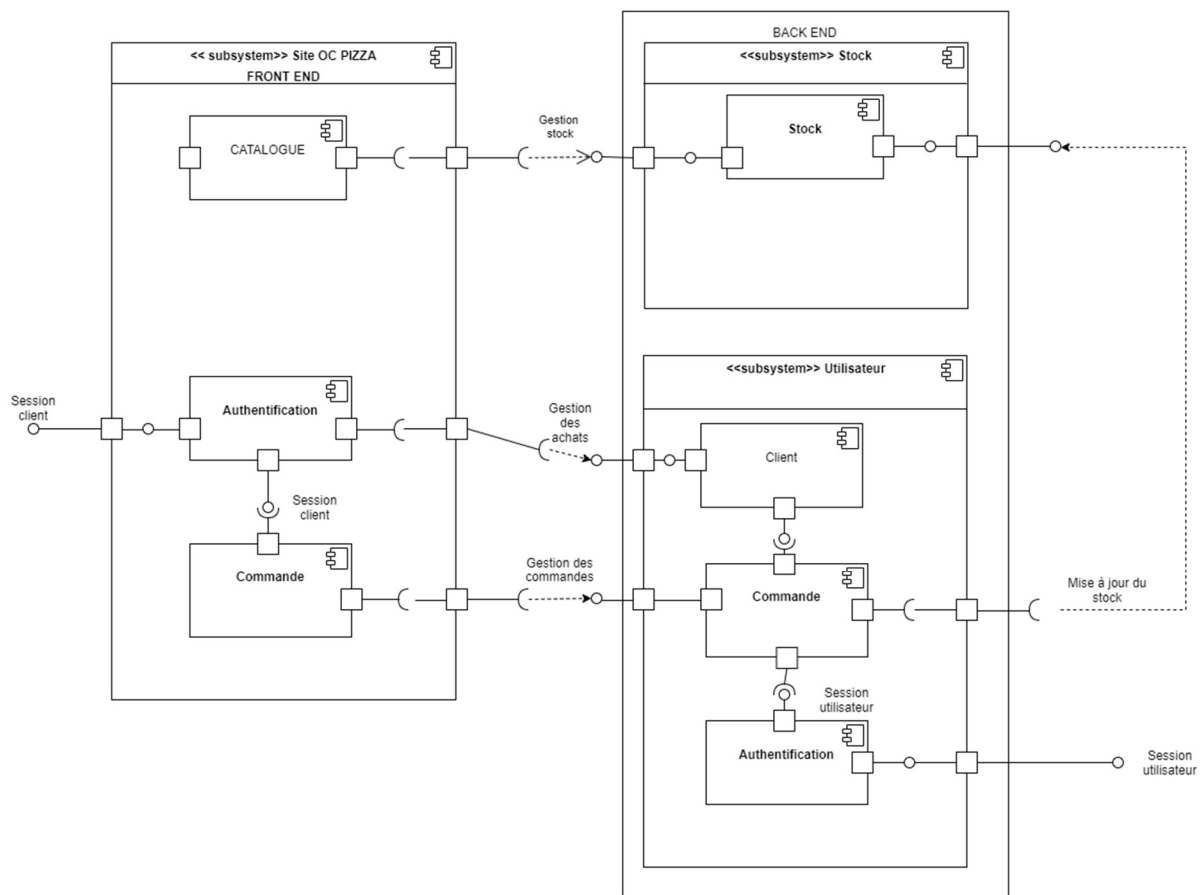 << subsystem>> Site OC PIZZA
FRONT END
CATALOGUE
Gestion
stock
BACK END
<<subsystem>> Stock
Stock
Session
client
Authentification
Session
client
Commande
Gestion
des
achats
Gestion des
commandes
<<subsystem>> Utilisateur
Client
Commande
Session
utilisateur
Authentification
Mise à jour du
stock
Session
utilisateur